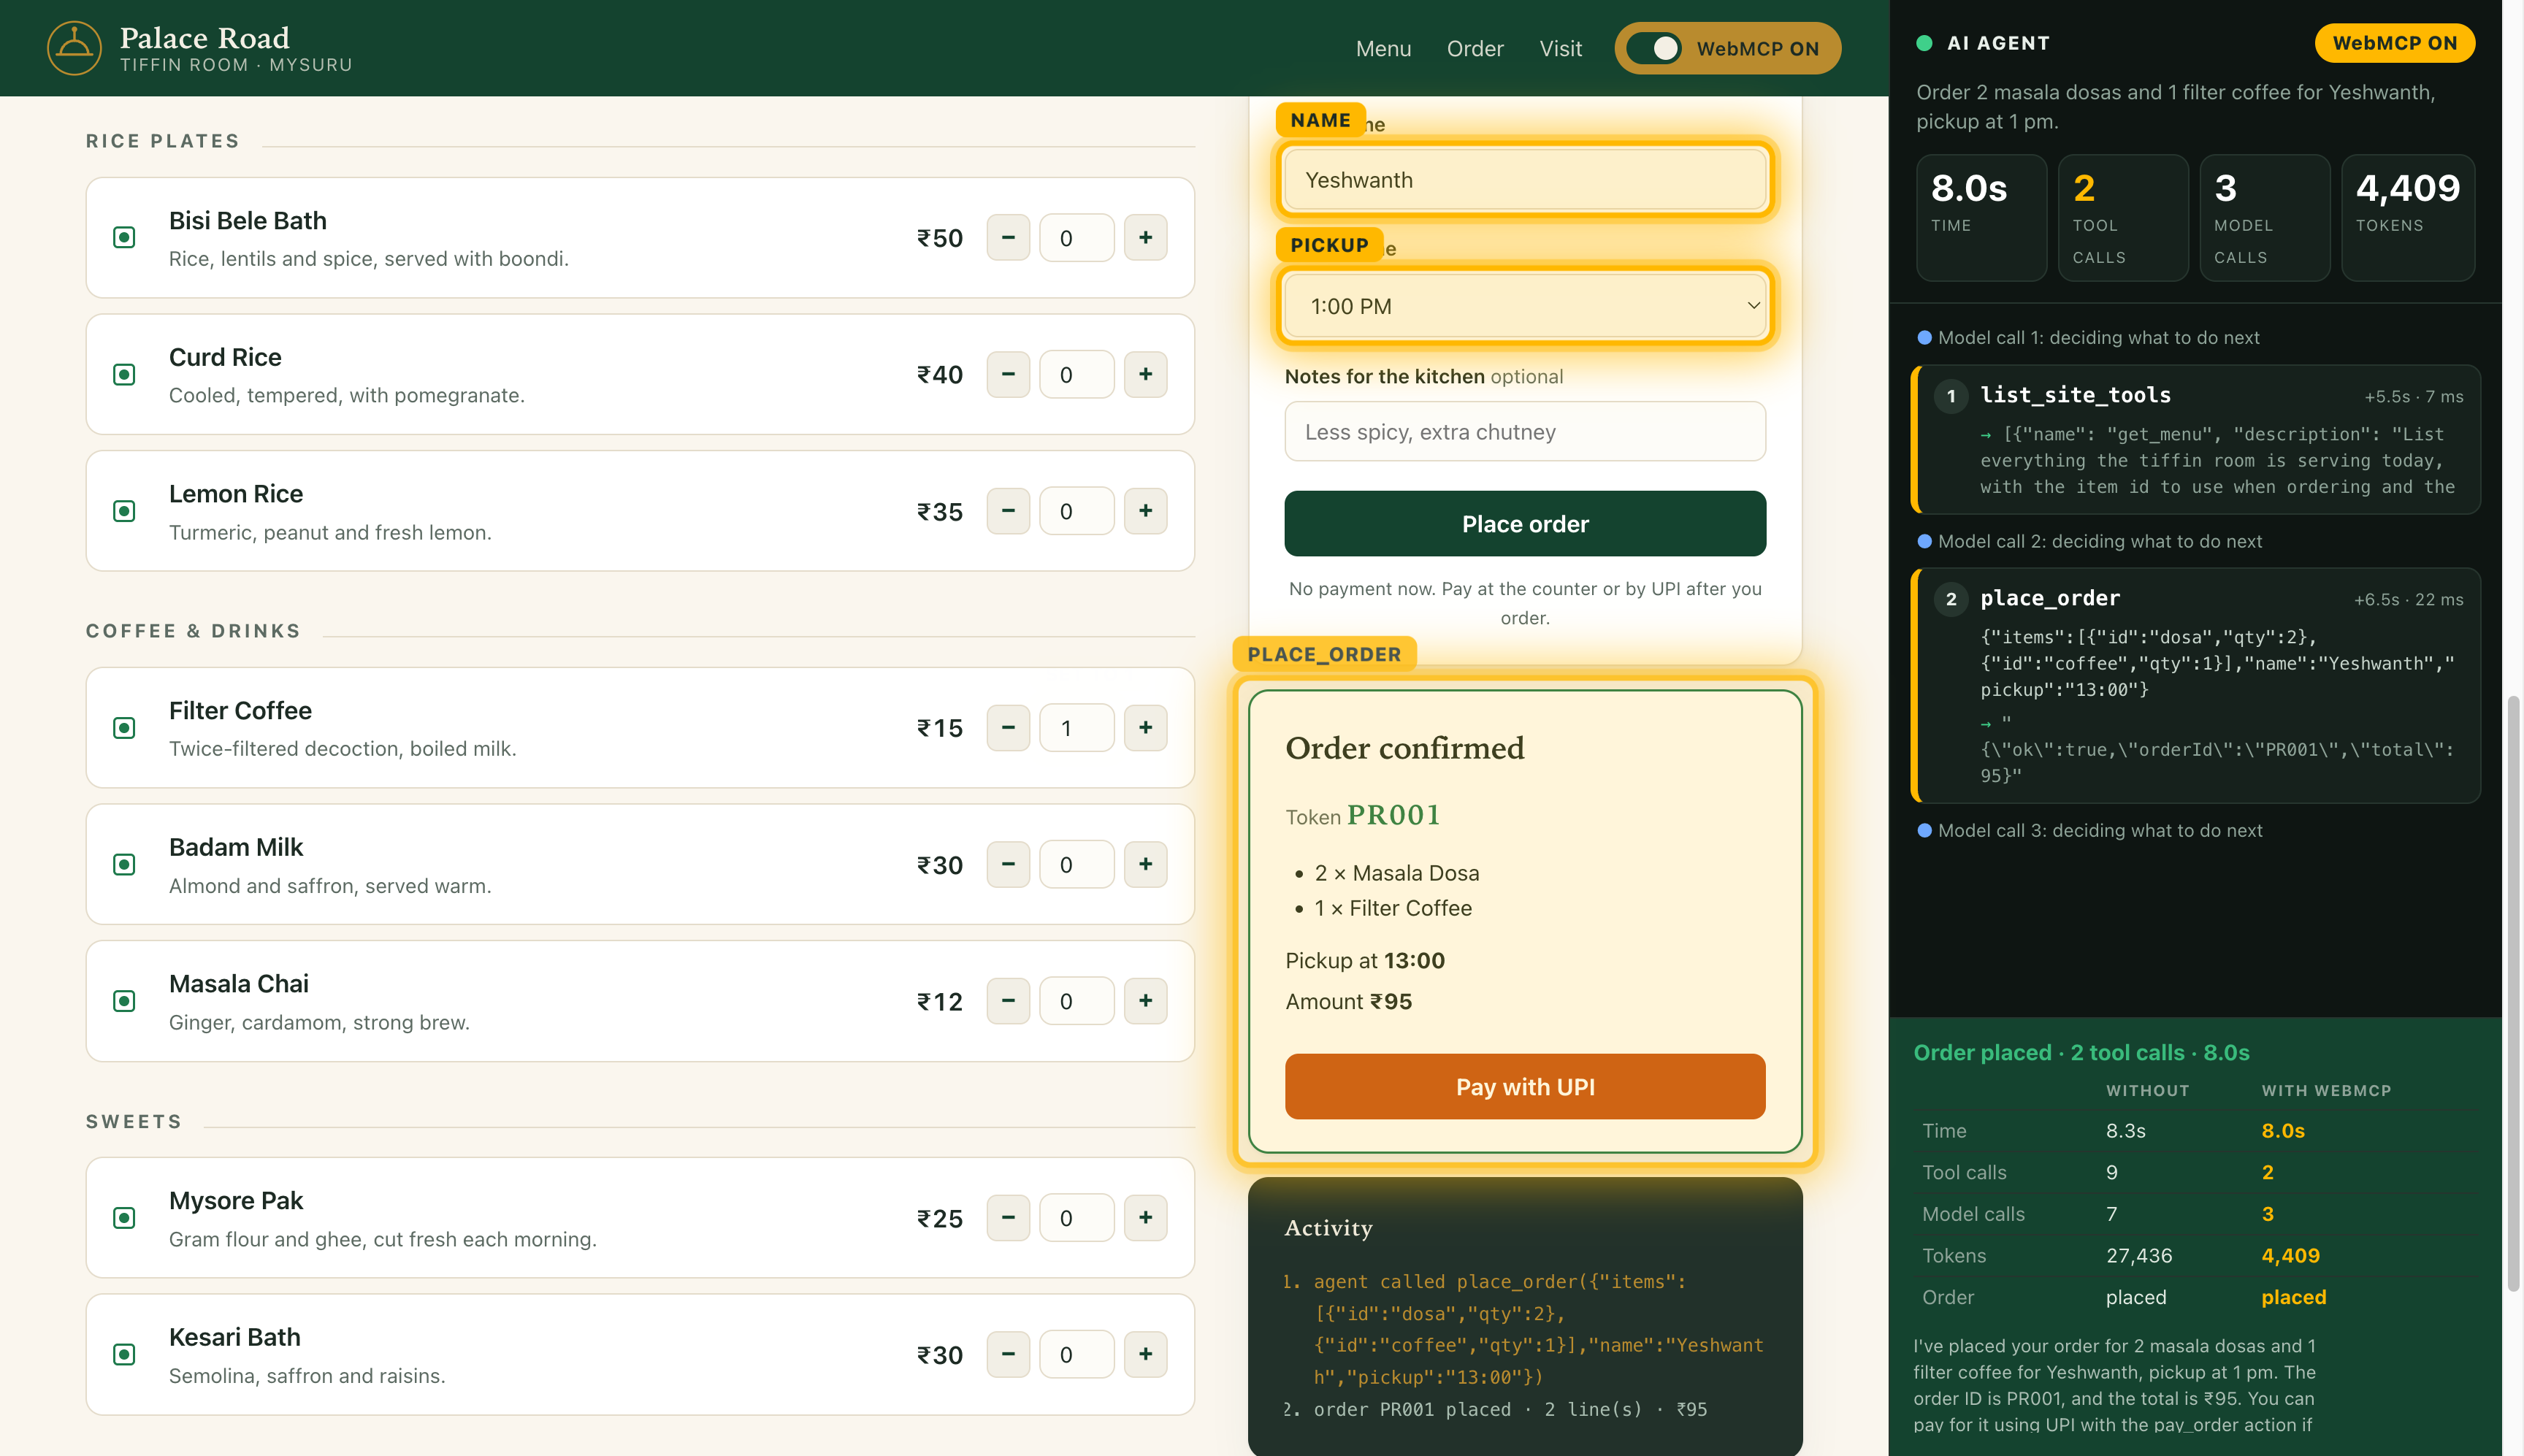 Palace Road
TIFFIN ROOM · MYSURU
Menu
Order
Visit
WebMCP ON
RICE PLATES
Bisi Bele Bath
Rice, lentils and spice, served with boondi.
₹50
−
0
+
Curd Rice
Cooled, tempered, with pomegranate.
₹40
−
0
+
Lemon Rice
Turmeric, peanut and fresh lemon.
₹35
−
0
+
COFFEE & DRINKS
Filter Coffee
Twice-filtered decoction, boiled milk.
₹15
−
1
+
Badam Milk
Almond and saffron, served warm.
₹30
−
0
+
Masala Chai
Ginger, cardamom, strong brew.
₹12
−
0
+
SWEETS
Mysore Pak
Gram flour and ghee, cut fresh each morning.
₹25
−
0
+
Kesari Bath
Semolina, saffron and raisins.
₹30
−
0
+
NAME
Yeshwanth
PICKUP
1:00 PM
Notes for the kitchen optional
Less spicy, extra chutney
Place order
No payment now. Pay at the counter or by UPI after you
order.
PLACE_ORDER
Order confirmed
Token PR001
• 2 × Masala Dosa
• 1 × Filter Coffee
Pickup at 13:00
Amount ₹95
Pay with UPI
Activity
1. agent called place_order({"items":
[{"id":"dosa","qty":2},
{"id":"coffee","qty":1}],"name":"Yeshwant
h","pickup":"13:00"})
2. order PR001 placed · 2 line(s) · ₹95
AI AGENT
WebMCP ON
Order 2 masala dosas and 1 filter coffee for Yeshwanth,
pickup at 1 pm.
8.0s
TIME
2
TOOL
CALLS
3
MODEL
CALLS
4,409
TOKENS
Model call 1: deciding what to do next
1 list_site_tools +5.5s · 7 ms
→ [{"name": "get_menu", "description": "List
everything the tiffin room is serving today,
with the item id to use when ordering and the
Model call 2: deciding what to do next
2 place_order +6.5s · 22 ms
{"items":[{"id":"dosa","qty":2},
{"id":"coffee","qty":1}],"name":"Yeshwanth","
pickup":"13:00"}
→ "
{\"ok\":true,\"orderId\":\"PR001\",\"total\":
95}"
Model call 3: deciding what to do next
Order placed · 2 tool calls · 8.0s
WITHOUT WITH WEBMCP
Time 8.3s 8.0s
Tool calls 9 2
Model calls 7 3
Tokens 27,436 4,409
Order placed placed
I've placed your order for 2 masala dosas and 1
filter coffee for Yeshwanth, pickup at 1 pm. The
order ID is PR001, and the total is ₹95. You can
pay for it using UPI with the pay_order action if